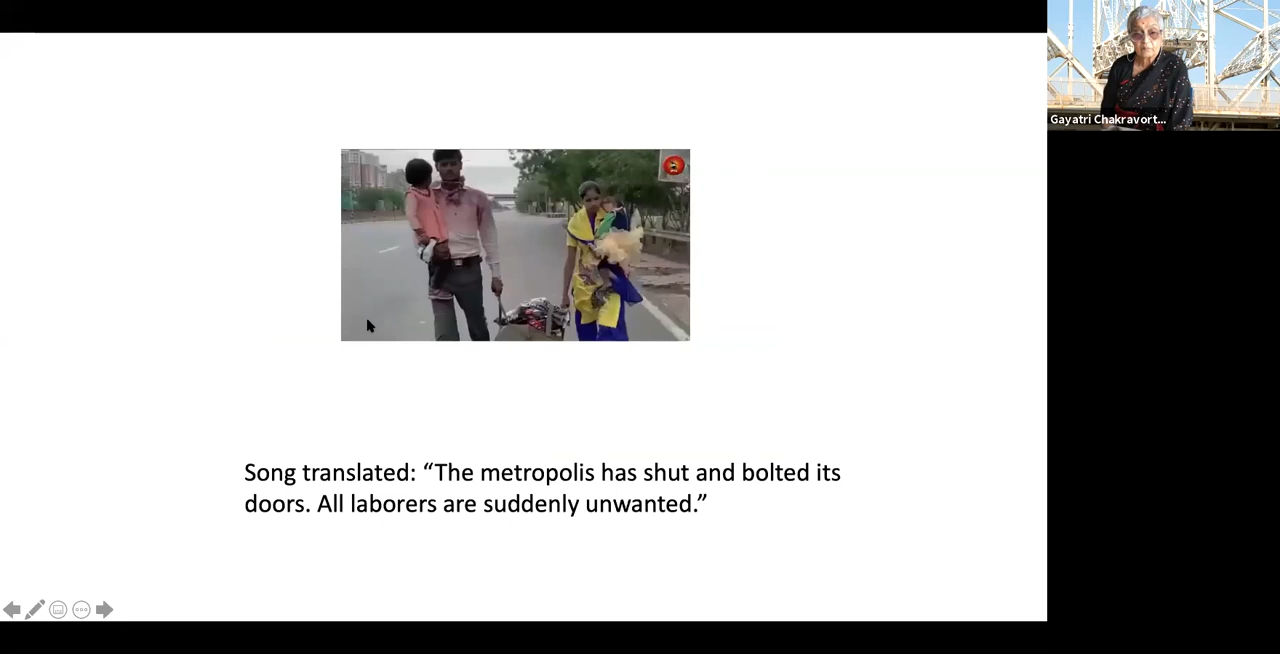 Gayatri Chakravort...
Song translated: “The metropolis has shut and bolted its
doors. All laborers are suddenly unwanted.”